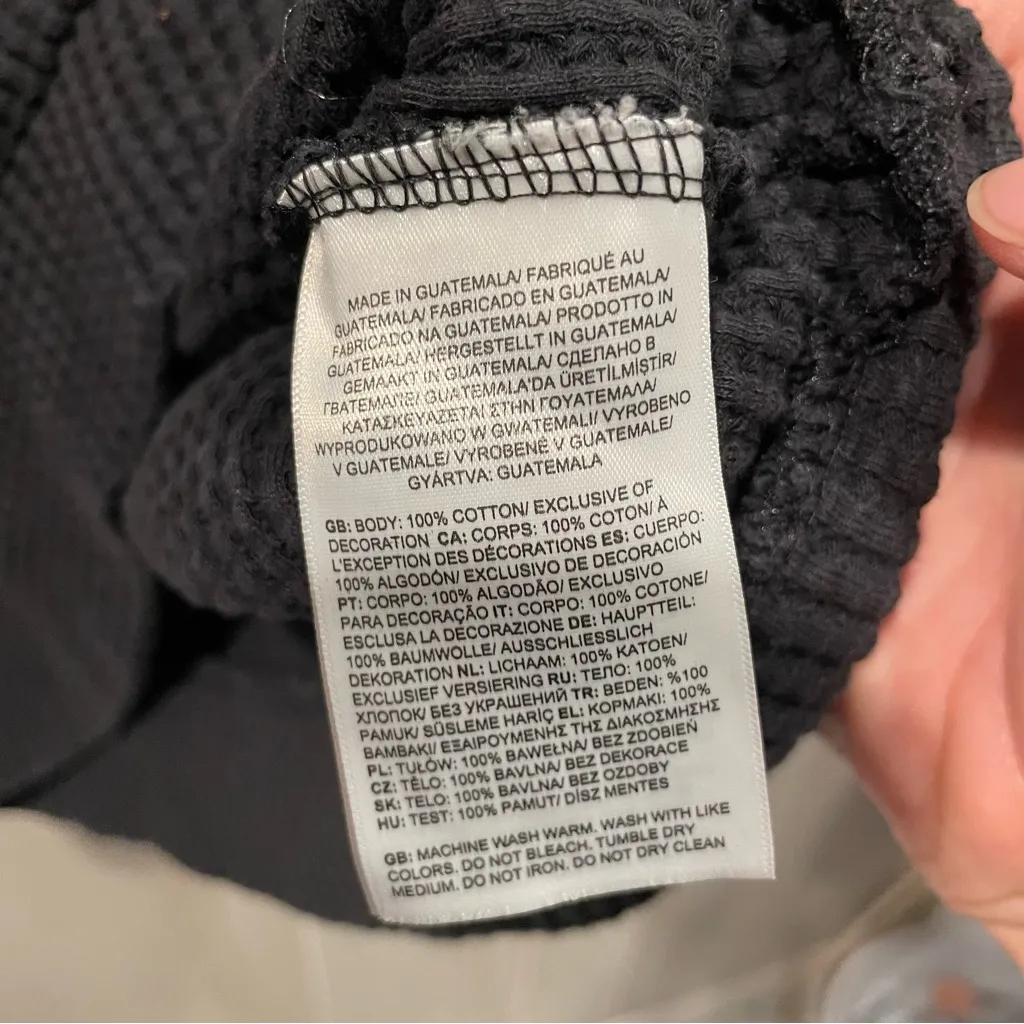 MADE IN GUATEMALA/ FABRIQUÉ AU
GUATEMALA/ FABRICADO EN GUATEMALA/
FABRICADO NA GUATEMALA/ PRODOTTO IN
GUATEMALA/ HERGESTELLT IN GUATEMALA/
GEMAAKT IN GUATEMALA/ СДЕЛАНО В
ГВАТЕМАЛЕ/ GUATEMALA'DA ÜRETİLMİŞTİR/
ΚΑΤΑΣΚΕΥΑΖΕΤΑΙ ΣΤΗΝ ΓΟΥΑΤΕΜΑΛΑ/
WYPRODUKOWANO W GWATEMALI/ VYROBENO
V GUATEMALE/ VYROBENÉ V GUATEMALE/
GYÁRTVA: GUATEMALA
GB: BODY: 100% COTTON/ EXCLUSIVE OF
DECORATION CA: CORPS: 100% COTON/ À
L'EXCEPTION DES DÉCORATIONS ES: CUERPO:
100% ALGODÓN/ EXCLUSIVO DE DECORACIÓN
PT: CORPO: 100% ALGODÃO/ EXCLUSIVO
PARA DECORAÇÃO IT: CORPO: 100% COTONE/
ESCLUSA LA DECORAZIONE DE: HAUPTTEIL:
100% BAUMWOLLE/ AUSSCHLIESSLICH
DEKORATION NL: LICHAAM: 100% KATOEN/
EXCLUSIEF VERSIERING RU: ТЕЛО: 100%
ХЛОПОК/ БЕЗ УКРАШЕНИЙ TR: BEDEN: %100
PAMUK/ SÜSLEME HARİÇ EL: ΚΟΡΜΑΚΙ: 100%
ΒΑΜΒΑΚΙ/ ΕΞΑΙΡΟΥΜΕΝΗΣ ΤΗΣ ΔΙΑΚΟΣΜΗΣΗΣ
PL: TUŁÓW: 100% BAWEŁNA/ BEZ ZDOBIEŃ
CZ: TĚLO: 100% BAVLNA/ BEZ DEKORACE
SK: TELO: 100% BAVLNA/ BEZ OZDOBY
HU: TEST: 100% PAMUT/ DÍSZ MENTES
GB: MACHINE WASH WARM. WASH WITH LIKE
COLORS. DO NOT BLEACH. TUMBLE DRY
MEDIUM. DO NOT IRON. DO NOT DRY CLEAN